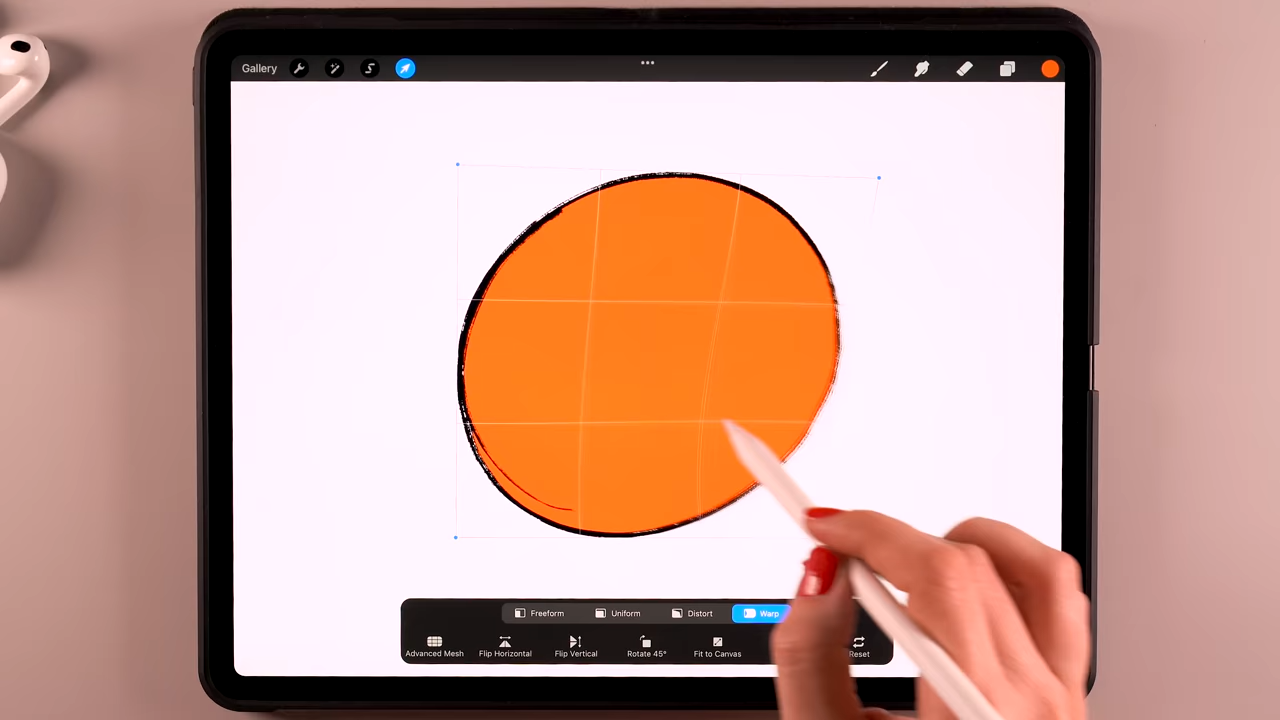 Gallery
Freeform Uniform Distort Warp
Advanced Mesh Flip Horizontal Flip Vertical Rotate 45° Fit to Canvas Reset